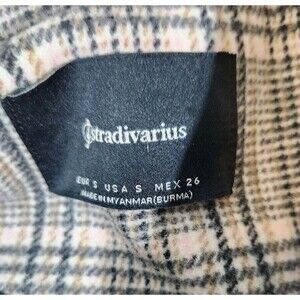 stradivarius
EUR S USA S MEX 26
MADE IN MYANMAR(BURMA)